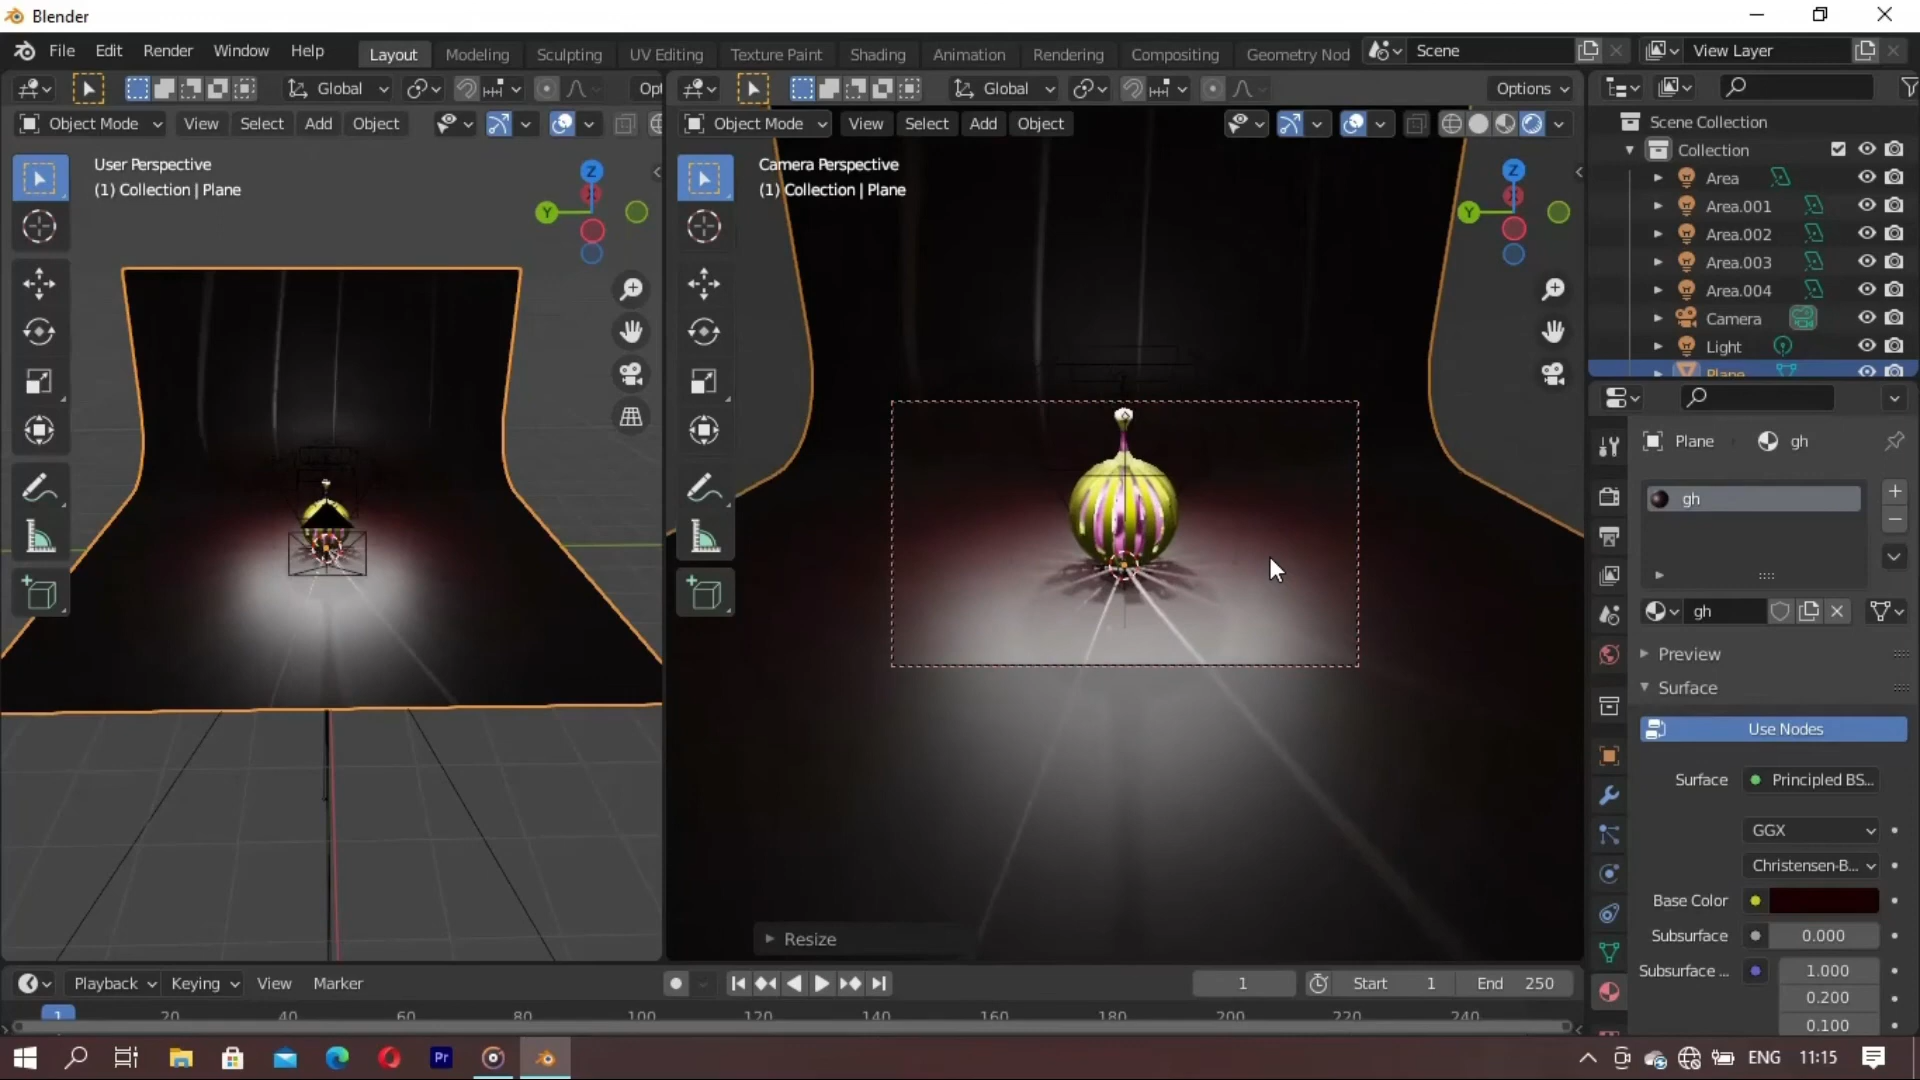 Blender
File Edit Render Window Help Layout Modeling Sculpting UV Editing Texture Paint Shading Animation Rendering Compositing Geometry Nod Scene View Layer
Global Opt Global Options
Object Mode View Select Add Object Object Mode View Select Add Object
Scene Collection
Collection
Area
Area.001
Area.002
Area.003
Area.004
Camera
Light
Plane
User Perspective
(1) Collection | Plane
Z
Y
Camera Perspective
(1) Collection | Plane
Z
Y
Plane gh
gh
gh
Preview
Surface
Use Nodes
Surface Principled BS...
GGX
Christensen-B...
Base Color
Subsurface 0.000
Subsurface ... 1.000
0.200
0.100
Resize
Playback Keying View Marker 1 Start 1 End 250
1 20 40 60 80 100 120 140 160 180 200 220 240
Pr ENG 11:15